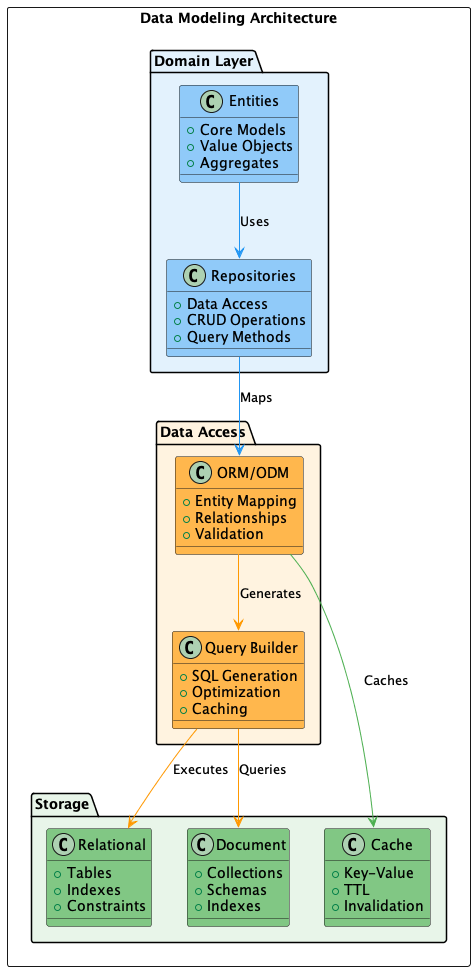 Data Modeling Architecture
Domain Layer
C Entities
Core Models
Value Objects
Aggregates
Uses
C Repositories
Data Access
CRUD Operations
Query Methods
Maps
Data Access
C ORM/ODM
Entity Mapping
Relationships
Validation
Generates
C Query Builder
SQL Generation
Optimization
Caching
Caches
Executes
Queries
Storage
C Relational
Tables
Indexes
Constraints
C Document
Collections
Schemas
Indexes
C Cache
Key-Value
TTL
Invalidation